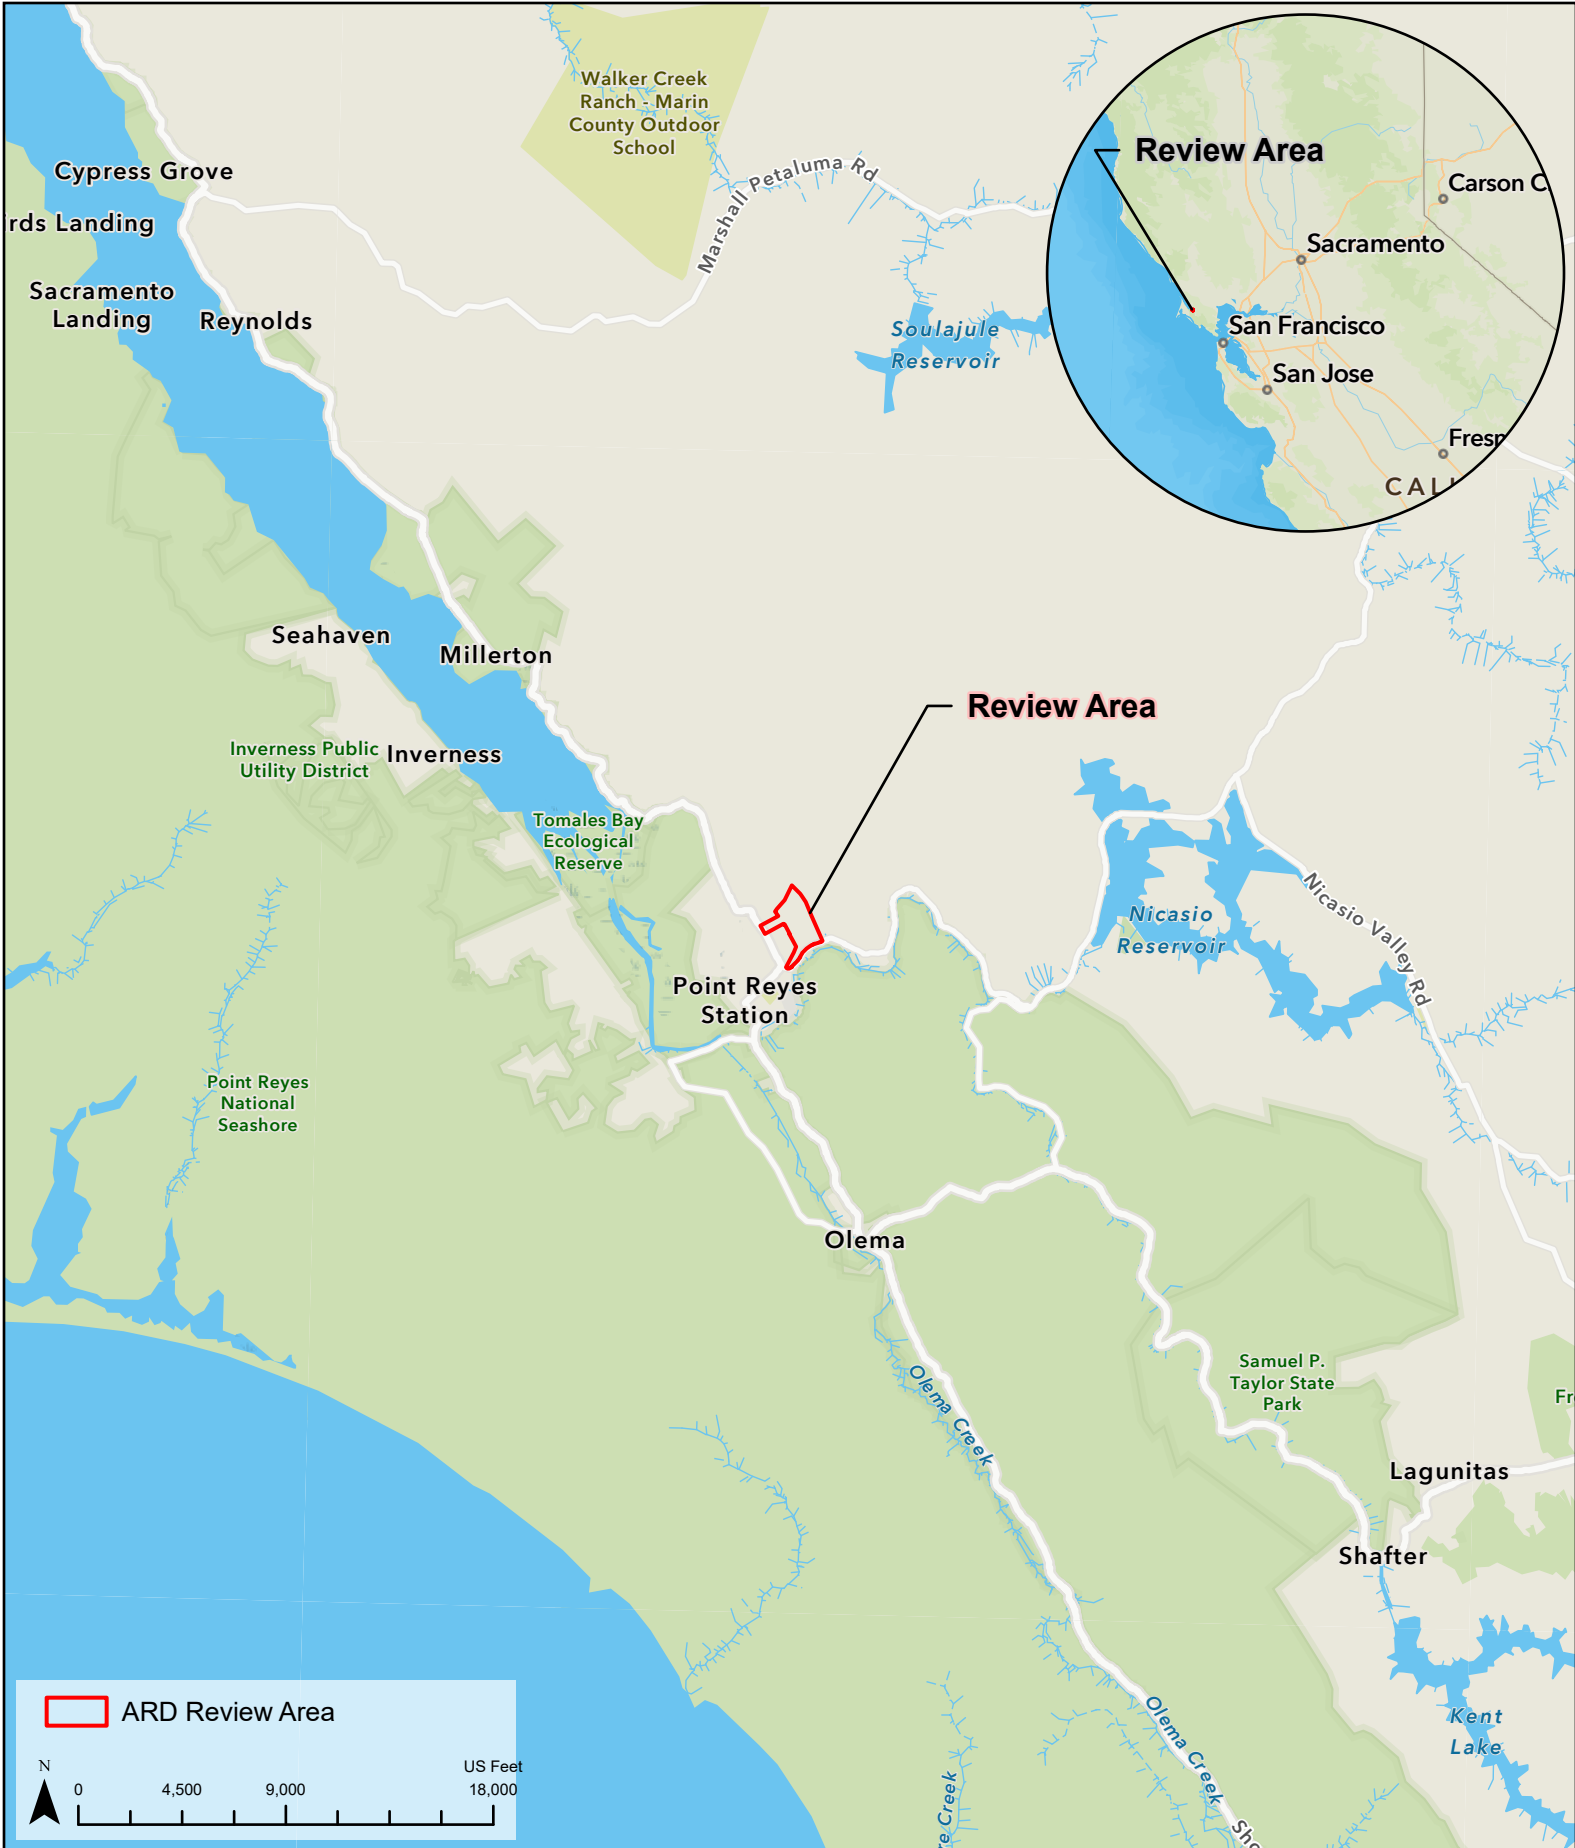 Walker Creek
Ranch - Marin
County Outdoor
School
Marshall Petaluma Rd
Cypress Grove
irds Landing
Sacramento
Landing
Reynolds
Soulajule
Reservoir
Review Area
Carson C
Sacramento
San Francisco
San Jose
Fresn
CALI
Seahaven
Millerton
Review Area
Inverness Public
Utility District
Inverness
Tomales Bay
Ecological
Reserve
Nicasio
Reservoir
Nicasio Valley Rd
Point Reyes
Station
Point Reyes
National
Seashore
Olema
Olema Creek
Samuel P.
Taylor State
Park
Fr
Lagunitas
Shafter
Olema Creek
Kent
Lake
re Creek
Sho
ARD Review Area
N
US Feet
0 4,500 9,000 18,000